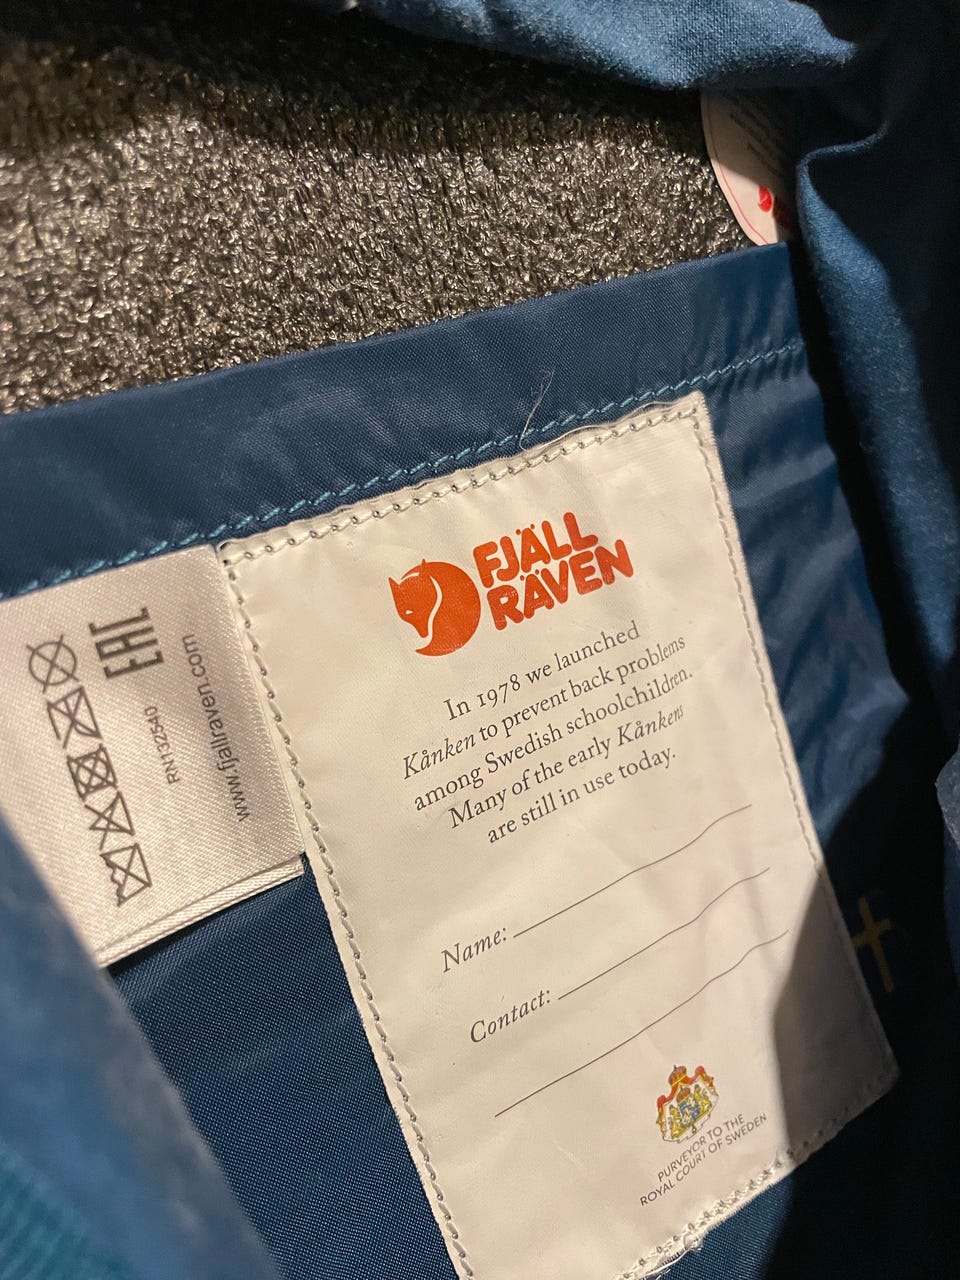 FJÄLL
RÄVEN
In 1978 we launched
Kånken to prevent back problems
among Swedish schoolchildren.
Many of the early Kånkens
are still in use today.
Name:
Contact:
PURVEYOR TO THE
ROYAL COURT OF SWEDEN
EAC
RN132540
www.fjallraven.com